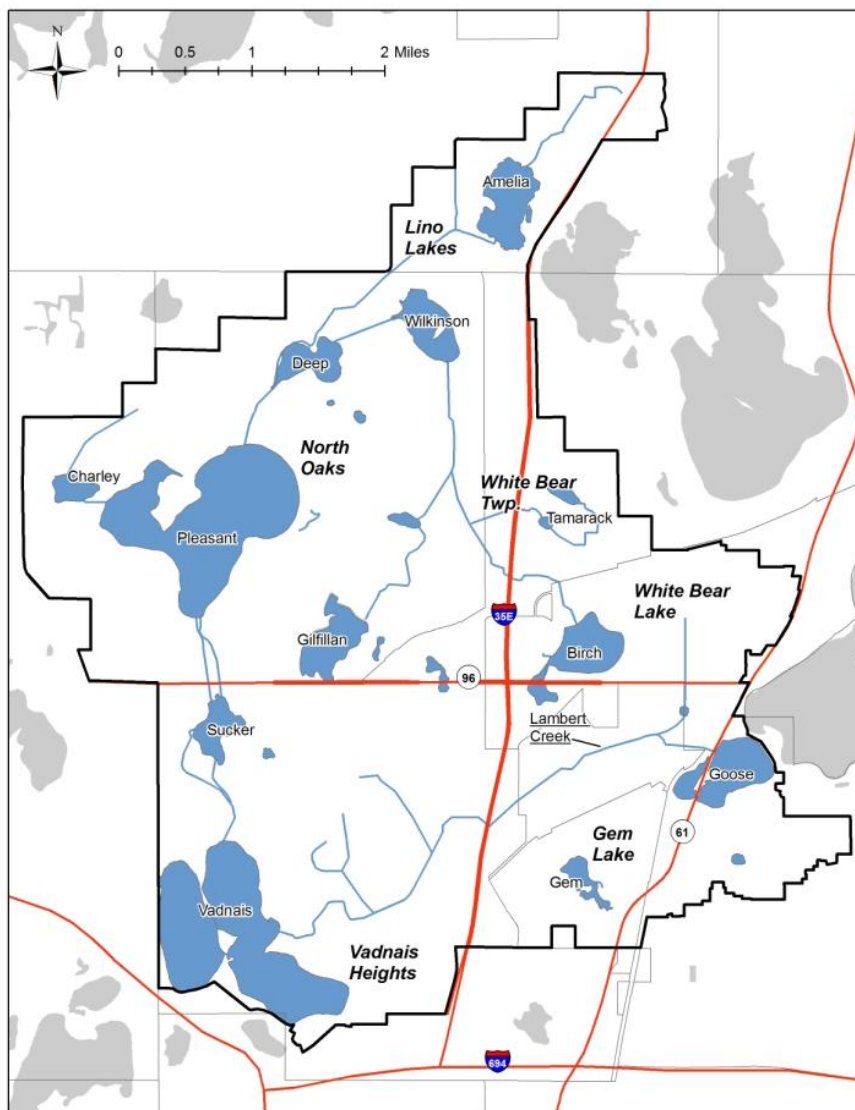 N
0 0.5 1 2 Miles
Amelia
Lino
Lakes
Wilkinson
Deep
North
Oaks
Charley
White Bear
Twp.
Tamarack
Pleasant
White Bear
Lake
35E
Gilfillan
Birch
96
Sucker
Lambert
Creek
Goose
61
Gem
Lake
Gem
Vadnais
Vadnais
Heights
694